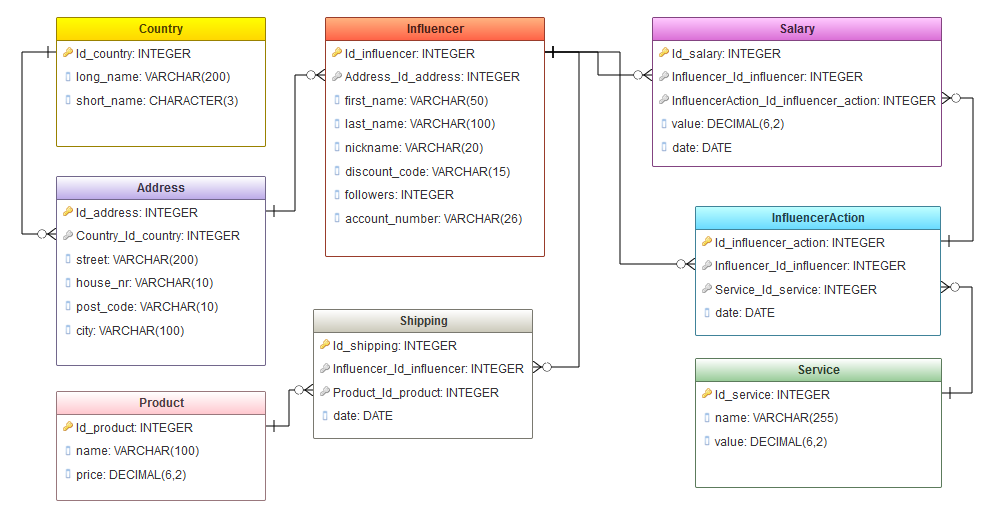 Country
Id_country: INTEGER
long_name: VARCHAR(200)
short_name: CHARACTER(3)
Influencer
Id_influencer: INTEGER
Address_Id_address: INTEGER
first_name: VARCHAR(50)
last_name: VARCHAR(100)
nickname: VARCHAR(20)
discount_code: VARCHAR(15)
followers: INTEGER
account_number: VARCHAR(26)
Salary
Id_salary: INTEGER
Influencer_Id_influencer: INTEGER
InfluencerAction_Id_influencer_action: INTEGER
value: DECIMAL(6,2)
date: DATE
Address
Id_address: INTEGER
Country_Id_country: INTEGER
street: VARCHAR(200)
house_nr: VARCHAR(10)
post_code: VARCHAR(10)
city: VARCHAR(100)
InfluencerAction
Id_influencer_action: INTEGER
Influencer_Id_influencer: INTEGER
Service_Id_service: INTEGER
date: DATE
Shipping
Id_shipping: INTEGER
Influencer_Id_influencer: INTEGER
Product_Id_product: INTEGER
date: DATE
Product
Id_product: INTEGER
name: VARCHAR(100)
price: DECIMAL(6,2)
Service
Id_service: INTEGER
name: VARCHAR(255)
value: DECIMAL(6,2)